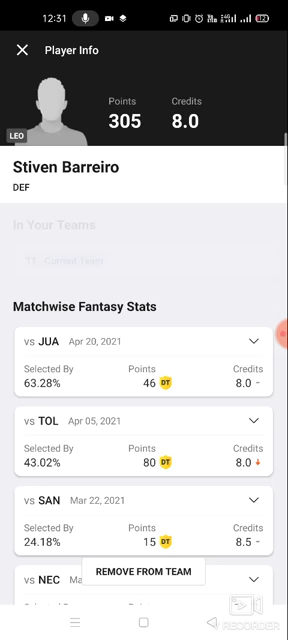 12:31
Player Info
Points Credits
305 8.0
LEO
Stiven Barreiro
DEF
In Your Teams
T1 Current Team
Matchwise Fantasy Stats
vs JUA Apr 20, 2021
Selected By Points Credits
63.28% 46 DT 8.0 -
vs TOL Apr 05, 2021
Selected By Points Credits
43.02% 80 DT 8.0
vs SAN Mar 22, 2021
Selected By Points Credits
24.18% 15 DT 8.5 -
vs NEC
REMOVE FROM TEAM
RECORDER